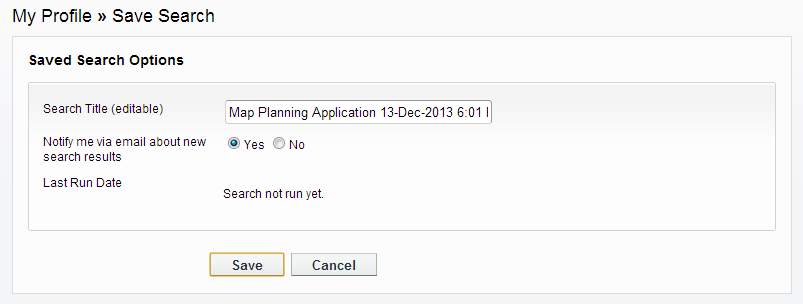 My Profile » Save Search
Saved Search Options
Search Title (editable)
Map Planning Application 13-Dec-2013 6:01
Notify me via email about new
search results
Yes No
Last Run Date
Search not run yet.
Save Cancel